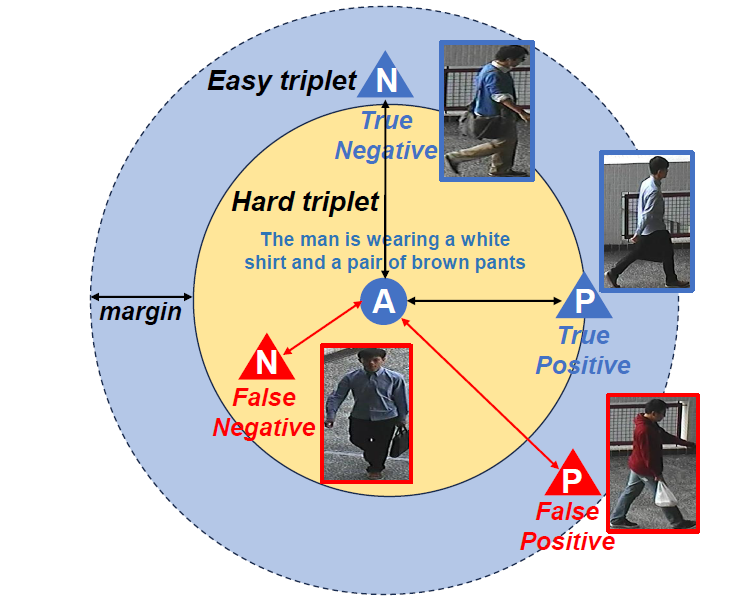 Easy triplet
N
True
Negative
Hard triplet
The man is wearing a white
shirt and a pair of brown pants
margin
A
P
True
Positive
N
False
Negative
P
False
Positive